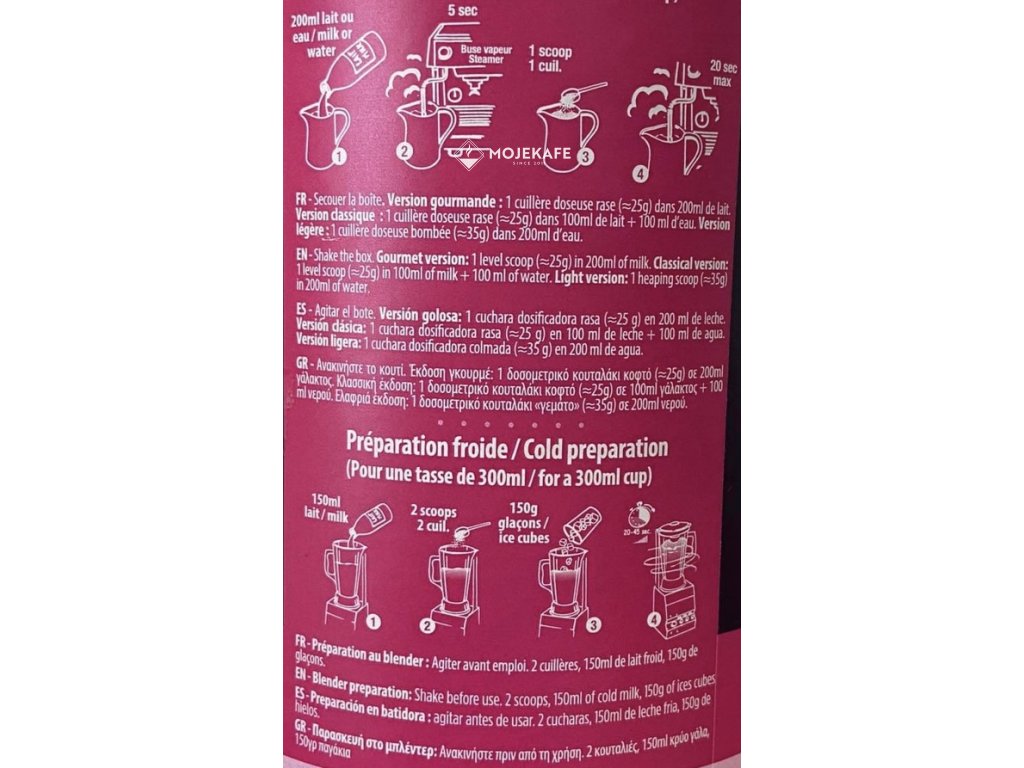 200ml lait ou
eau / milk or
water
5 sec
Buse vapeur
Steamer
1 scoop
1 cuil.
20 sec
max
LAIT
MILK
1
2
3
4
MOJEKAFE
FR - Secouer la boîte. Version gourmande : 1 cuillère doseuse rase (≈25g) dans 200ml de lait.
Version classique : 1 cuillère doseuse rase (≈25g) dans 100ml de lait + 100 ml d'eau. Version
légère : 1 cuillère doseuse bombée (≈35g) dans 200ml d'eau.
EN - Shake the box. Gourmet version: 1 level scoop (≈25g) in 200ml of milk. Classical version:
1 level scoop (≈25g) in 100ml of milk + 100 ml of water. Light version: 1 heaping scoop (≈35g)
in 200ml of water.
ES - Agitar el bote. Versión golosa: 1 cuchara dosificadora rasa (≈25 g) en 200 ml de leche.
Versión clásica: 1 cuchara dosificadora rasa (≈25 g) en 100 ml de leche + 100 ml de agua.
Versión ligera: 1 cuchara dosificadora colmada (≈35 g) en 200 ml de agua.
GR - Ανακινήστε το κουτί. Έκδοση γκουρμέ: 1 δοσομετρικό κουταλάκι κοφτό (≈25g) σε 200ml
γάλακτος. Κλασσική έκδοση: 1 δοσομετρικό κουταλάκι κοφτό (≈25g) σε 100ml γάλακτος + 100
ml νερού. Ελαφριά έκδοση: 1 δοσομετρικό κουταλάκι «γεμάτο» (≈35g) σε 200ml νερού.
Préparation froide / Cold preparation
(Pour une tasse de 300ml / for a 300ml cup)
150ml
lait / milk
2 scoops
2 cuil.
150g
glaçons /
ice cubes
20-45 sec.
1
2
3
4
FR - Préparation au blender : Agiter avant emploi. 2 cuillères, 150ml de lait froid, 150g de
glaçons.
EN - Blender preparation: Shake before use. 2 scoops, 150ml of cold milk, 150g of ices cubes
ES - Preparación en batidora : agitar antes de usar. 2 cucharas, 150ml de leche fria, 150g de
hielos.
GR - Παρασκευή στο μπλέντερ: Ανακινήστε πριν από τη χρήση. 2 κουταλιές, 150ml κρύο γάλα,
150γρ παγάκια